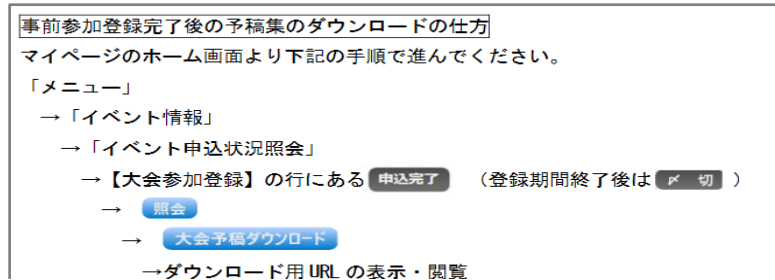 事前参加登録完了後の予稿集のダウンロードの仕方
マイページのホーム画面より下記の手順で進んでください。
「メニュー」
→「イベント情報」
→「イベント申込状況照会」
→【大会参加登録】の行にある 申込完了 （登録期間終了後は 〆 切 ）
→ 照会
→ 大会予稿ダウンロード
→ダウンロード用 URL の表示・閲覧